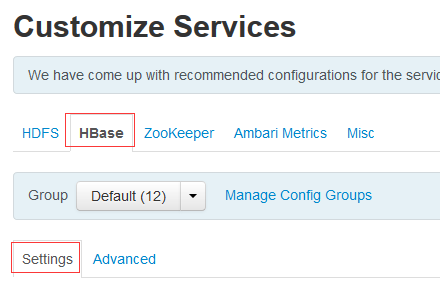 Customize Services
We have come up with recommended configurations for the servic
HDFS HBase ZooKeeper Ambari Metrics Misc
Group Default (12) Manage Config Groups
Settings Advanced